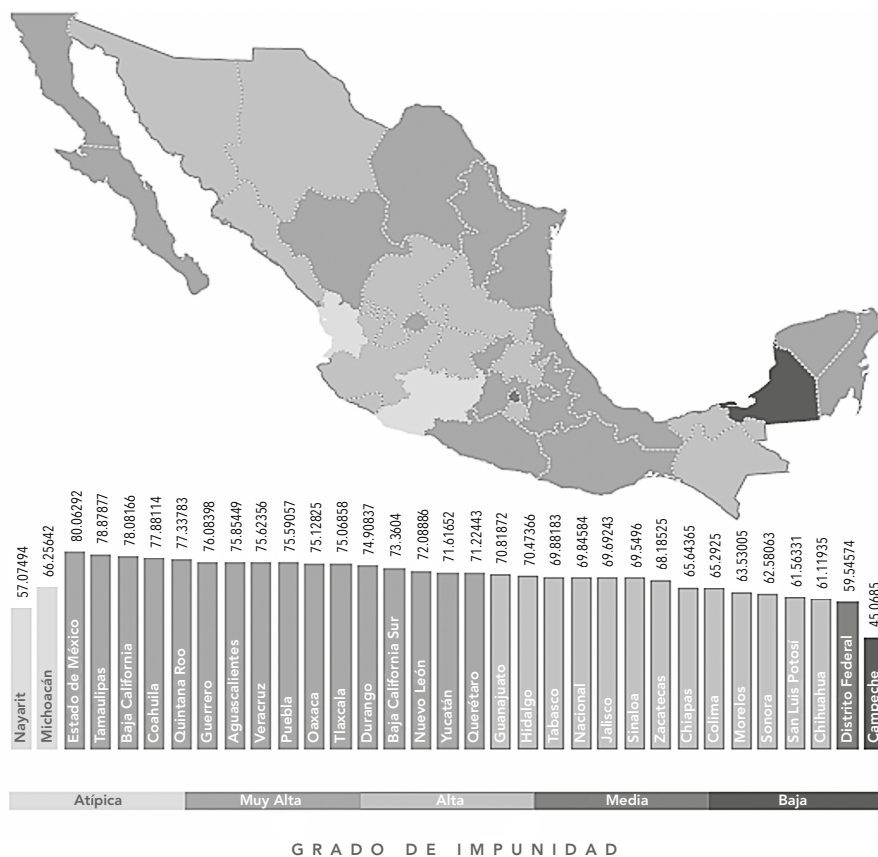 57.07494
66.25642
80.06292
78.87877
78.08166
77.88114
77.33783
76.08398
75.85449
75.62356
75.59057
75.12825
75.06858
74.90837
73.3604
72.08886
71.61652
71.22443
70.81872
70.47366
69.88183
69.84584
69.69243
69.5496
68.18525
65.64365
65.2925
63.53005
62.58063
61.56331
61.11935
59.54574
45.0685
Nayarit
Michoacán
Estado de México
Tamaulipas
Baja California
Coahuila
Quintana Roo
Guerrero
Aguascalientes
Veracruz
Puebla
Oaxaca
Tlaxcala
Durango
Baja California Sur
Nuevo León
Yucatán
Querétaro
Guanajuato
Hidalgo
Tabasco
Nacional
Jalisco
Sinaloa
Zacatecas
Chiapas
Colima
Morelos
Sonora
San Luis Potosí
Chihuahua
Distrito Federal
Campeche
Atípica Muy Alta Alta Media Baja
GRADO DE IMPUNIDAD